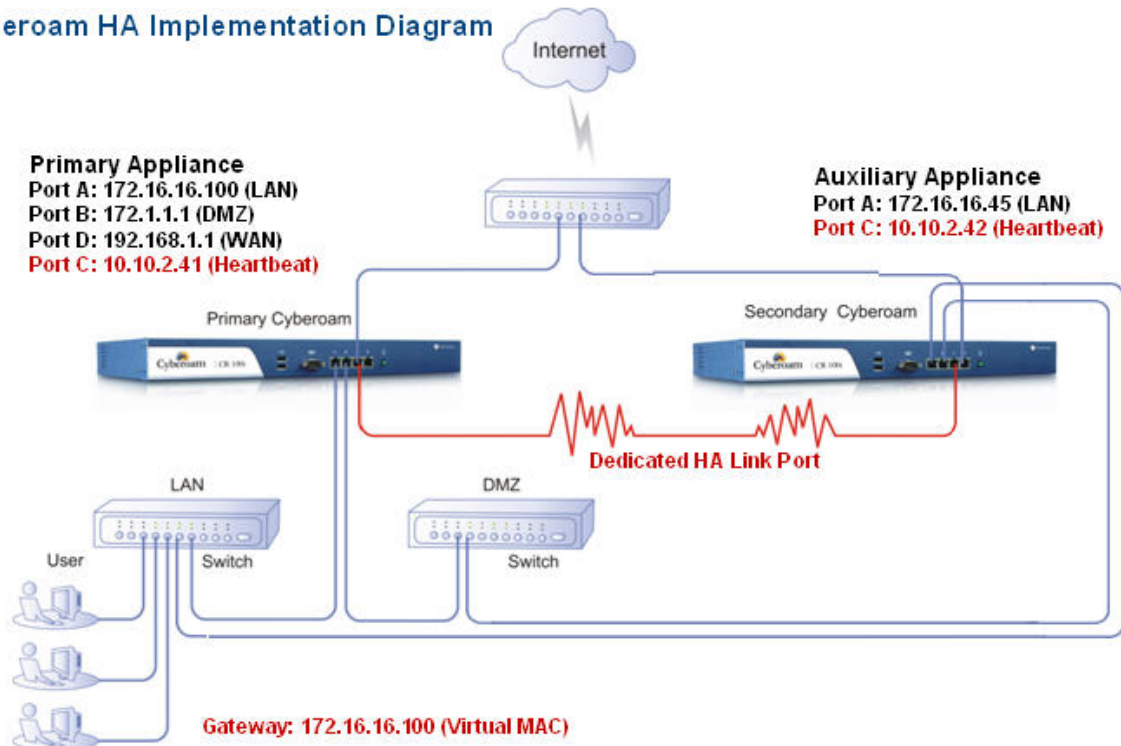 eroam HA Implementation Diagram
Internet
Primary Appliance
Port A: 172.16.16.100 (LAN)
Port B: 172.1.1.1 (DMZ)
Port D: 192.168.1.1 (WAN)
Port C: 10.10.2.41 (Heartbeat)
Auxiliary Appliance
Port A: 172.16.16.45 (LAN)
Port C: 10.10.2.42 (Heartbeat)
Primary Cyberoam
Secondary Cyberoam
Cyberoam
Cyberoam
Dedicated HA Link Port
LAN
DMZ
User
Switch
Switch
Gateway: 172.16.16.100 (Virtual MAC)